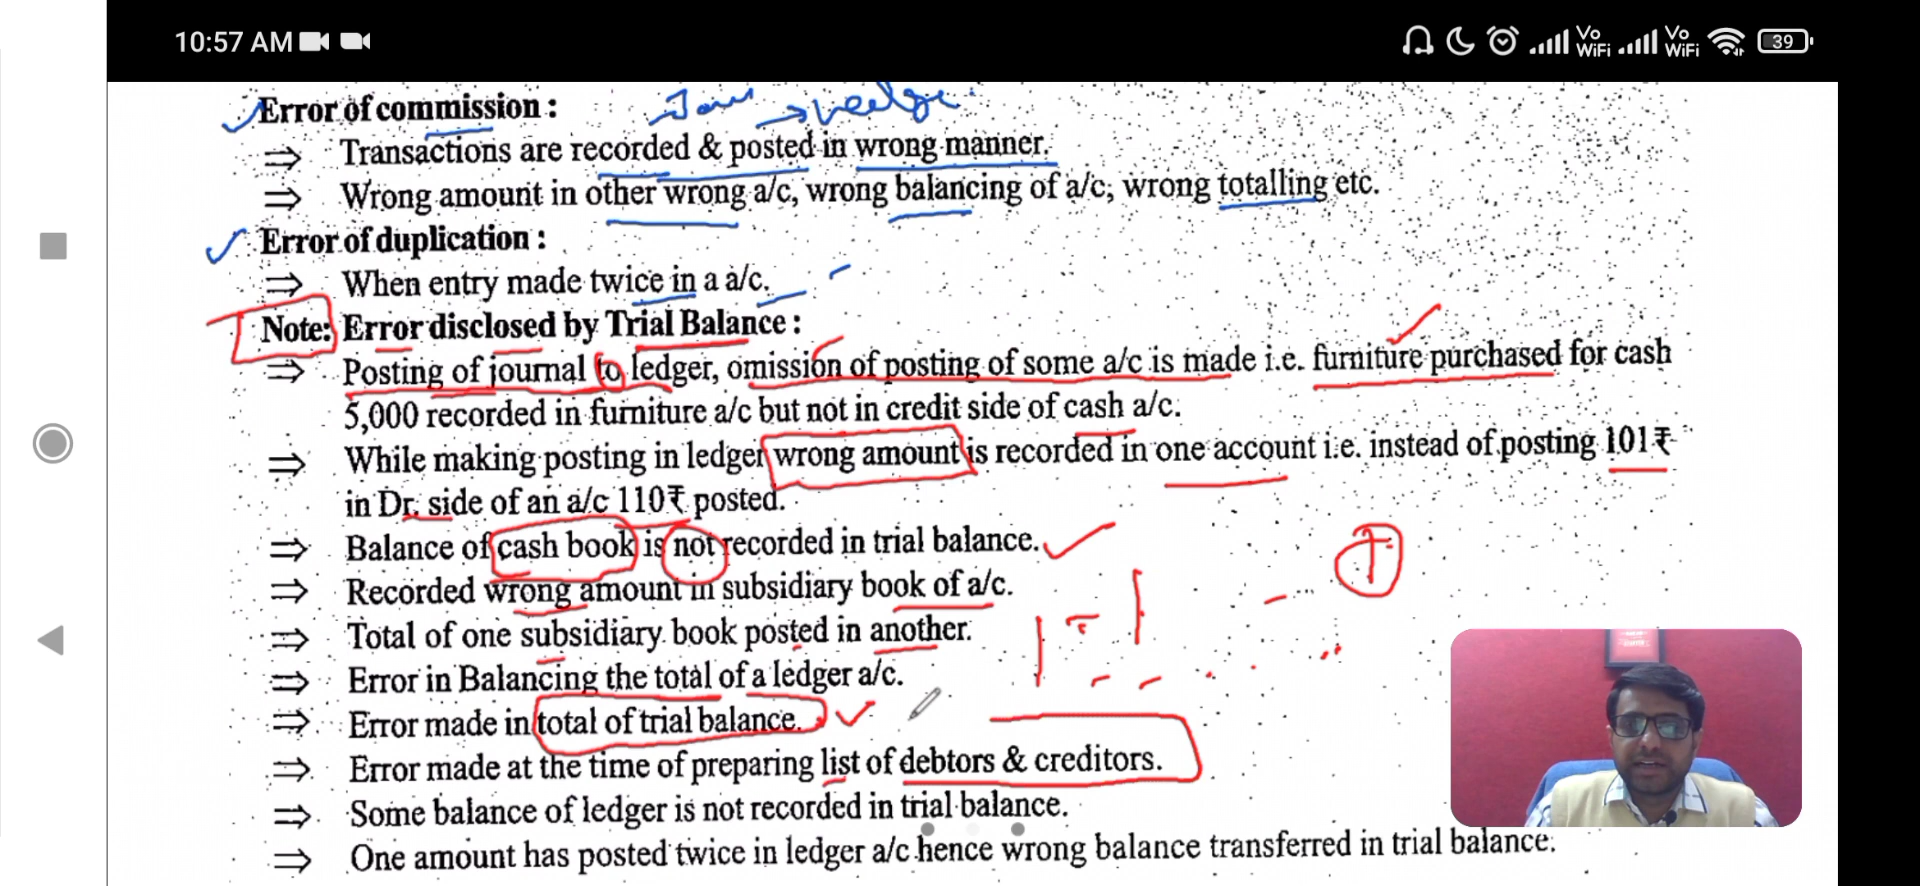 10:57 AM
Vo WiFi Vo WiFi 39
Error of commission :
⇒ Transactions are recorded & posted in wrong manner.
⇒ Wrong amount in other wrong a/c, wrong balancing of a/c, wrong totalling etc.
Error of duplication :
⇒ When entry made twice in a a/c.
Note: Error disclosed by Trial Balance :
⇒ Posting of journal to ledger, omission of posting of some a/c is made i.e. furniture purchased for cash
5,000 recorded in furniture a/c but not in credit side of cash a/c.
⇒ While making posting in ledger wrong amount is recorded in one account i.e. instead of posting 101₹
in Dr. side of an a/c 110₹ posted.
⇒ Balance of cash book is not recorded in trial balance.
⇒ Recorded wrong amount in subsidiary book of a/c.
⇒ Total of one subsidiary book posted in another.
⇒ Error in Balancing the total of a ledger a/c.
⇒ Error made in total of trial balance.
⇒ Error made at the time of preparing list of debtors & creditors.
⇒ Some balance of ledger is not recorded in trial balance.
⇒ One amount has posted twice in ledger a/c hence wrong balance transferred in trial balance.